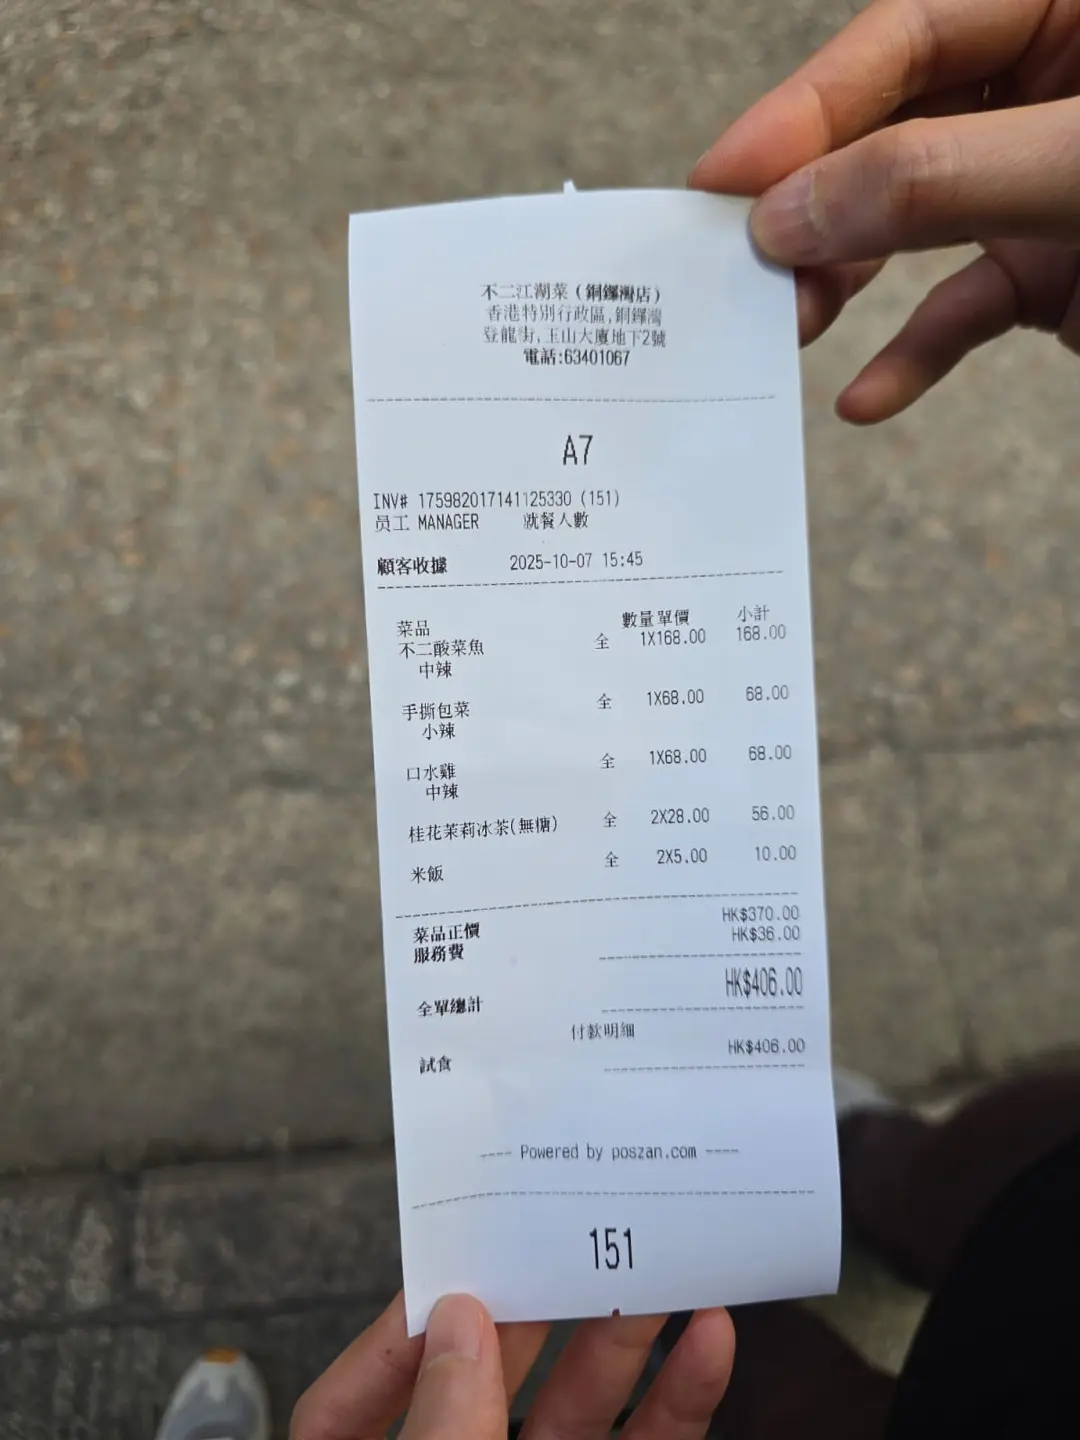 不二江湖菜(銅鑼灣店)
香港特別行政區,銅鑼灣
登龍街,玉山大廈地下2號
電話:63401067
A7
INV# 175982017141125330 (151)
员工 MANAGER 就餐人數
顧客收據 2025-10-07 15:45
菜品 數量單價 小計
不二酸菜魚 全 1X168.00 168.00
中辣
手撕包菜 全 1X68.00 68.00
小辣
口水雞 全 1X68.00 68.00
中辣
桂花茉莉冰茶(無糖) 全 2X28.00 56.00
米飯 全 2X5.00 10.00
菜品正價 HK$370.00
服務費 HK$36.00
全單總計 HK$406.00
付款明細
試食 HK$406.00
---- Powered by poszan.com ----
151